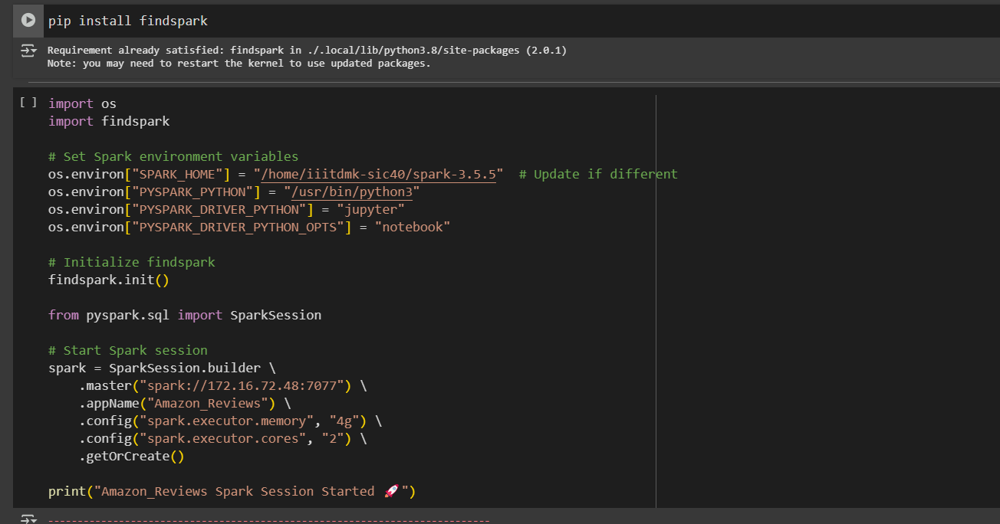 pip install findspark
Requirement already satisfied: findspark in ./.local/lib/python3.8/site-packages (2.0.1)
Note: you may need to restart the kernel to use updated packages.
[ ] import os
import findspark
# Set Spark environment variables
os.environ["SPARK_HOME"] = "/home/iiitdmk-sic40/spark-3.5.5"  # Update if different
os.environ["PYSPARK_PYTHON"] = "/usr/bin/python3"
os.environ["PYSPARK_DRIVER_PYTHON"] = "jupyter"
os.environ["PYSPARK_DRIVER_PYTHON_OPTS"] = "notebook"
# Initialize findspark
findspark.init()
from pyspark.sql import SparkSession
# Start Spark session
spark = SparkSession.builder \
    .master("spark://172.16.72.48:7077") \
    .appName("Amazon_Reviews") \
    .config("spark.executor.memory", "4g") \
    .config("spark.executor.cores", "2") \
    .getOrCreate()
print("Amazon_Reviews Spark Session Started 🚀")
---------------------------------------------------------------------------